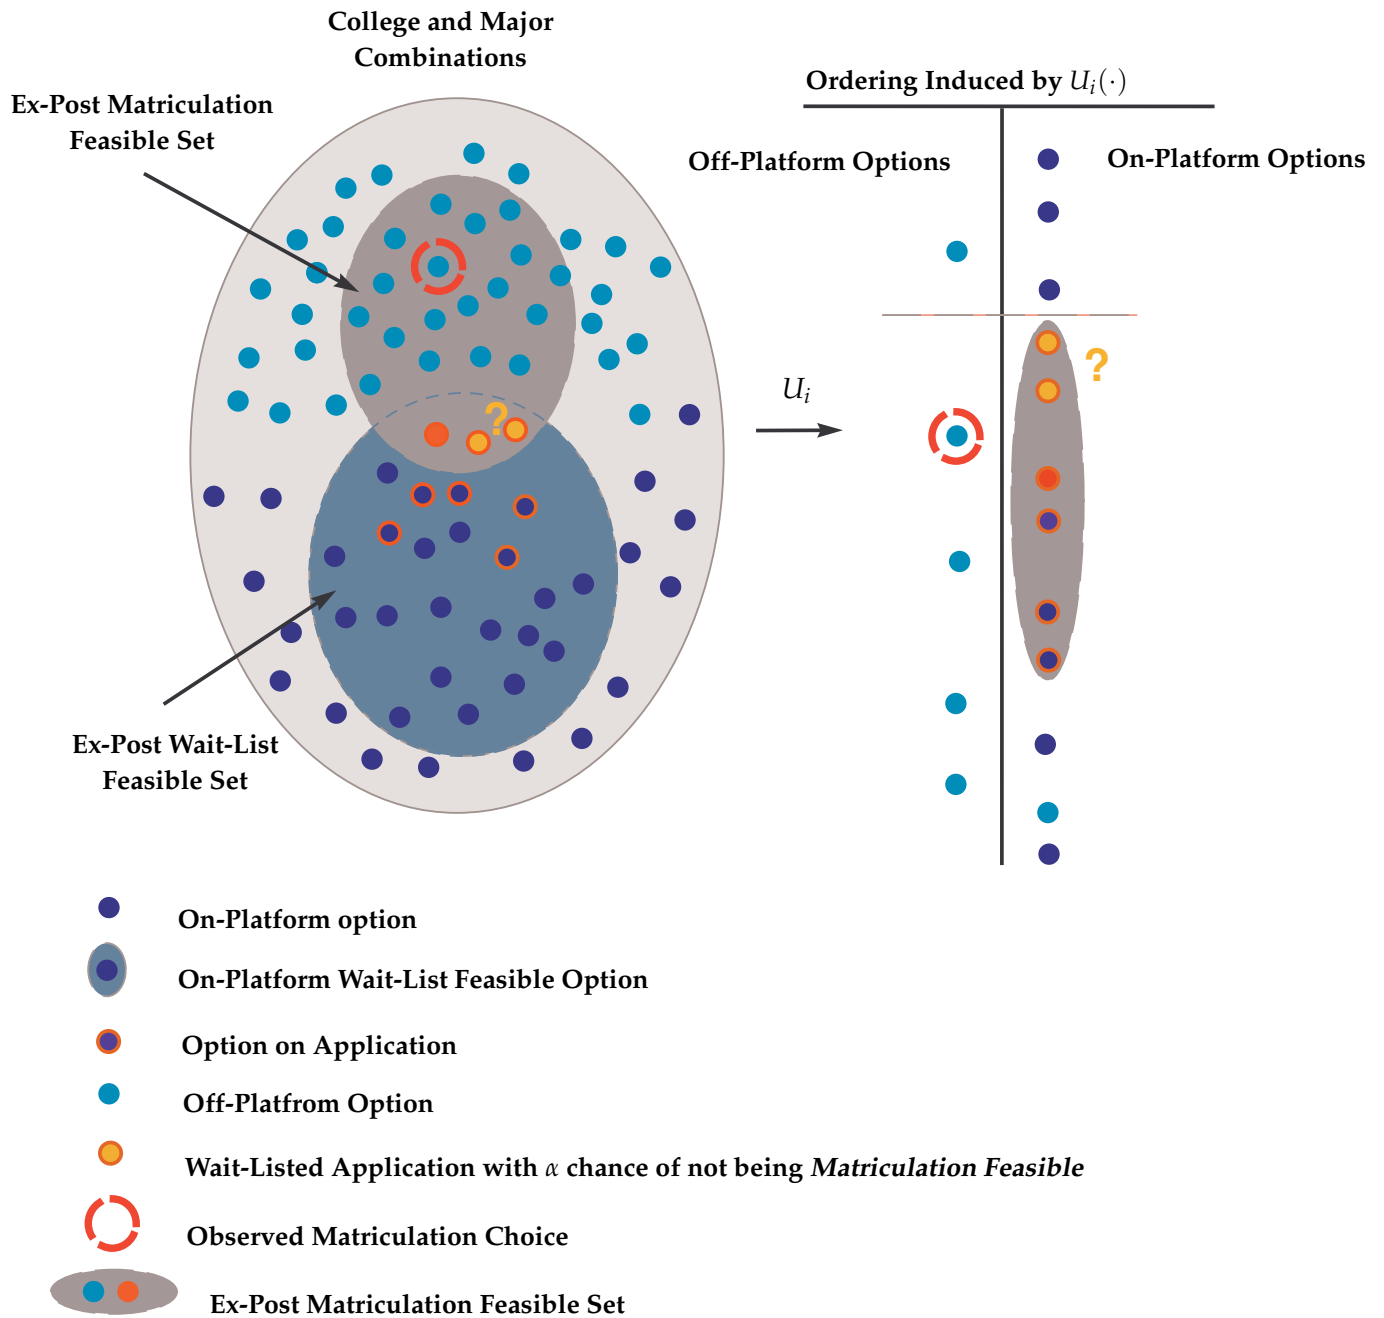 College and Major
Combinations
Ex-Post Matriculation
Feasible Set
Ordering Induced by U_i(·)
Off-Platform Options
On-Platform Options
?
?
U_i
Ex-Post Wait-List
Feasible Set
On-Platform option
On-Platform Wait-List Feasible Option
Option on Application
Off-Platfrom Option
Wait-Listed Application with α chance of not being Matriculation Feasible
Observed Matriculation Choice
Ex-Post Matriculation Feasible Set